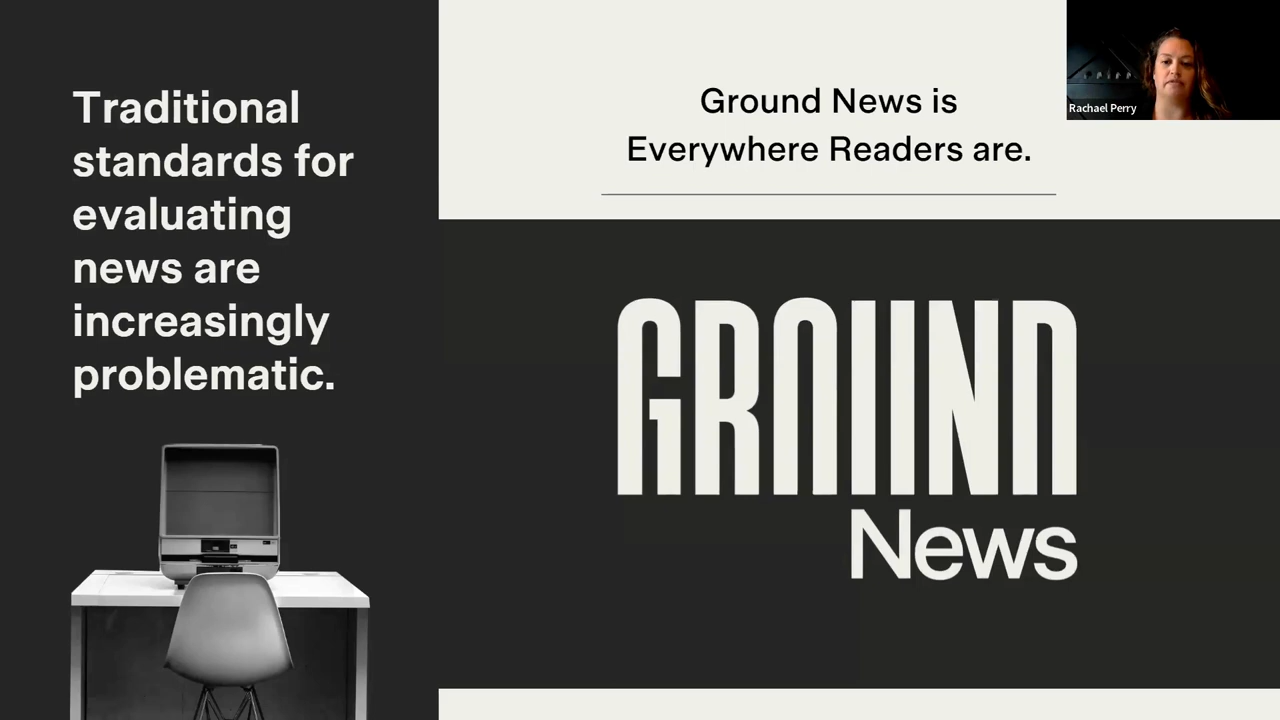 Traditional
standards for
evaluating
news are
increasingly
problematic.
Ground News is
Everywhere Readers are.
GROUND
News
Rachael Perry